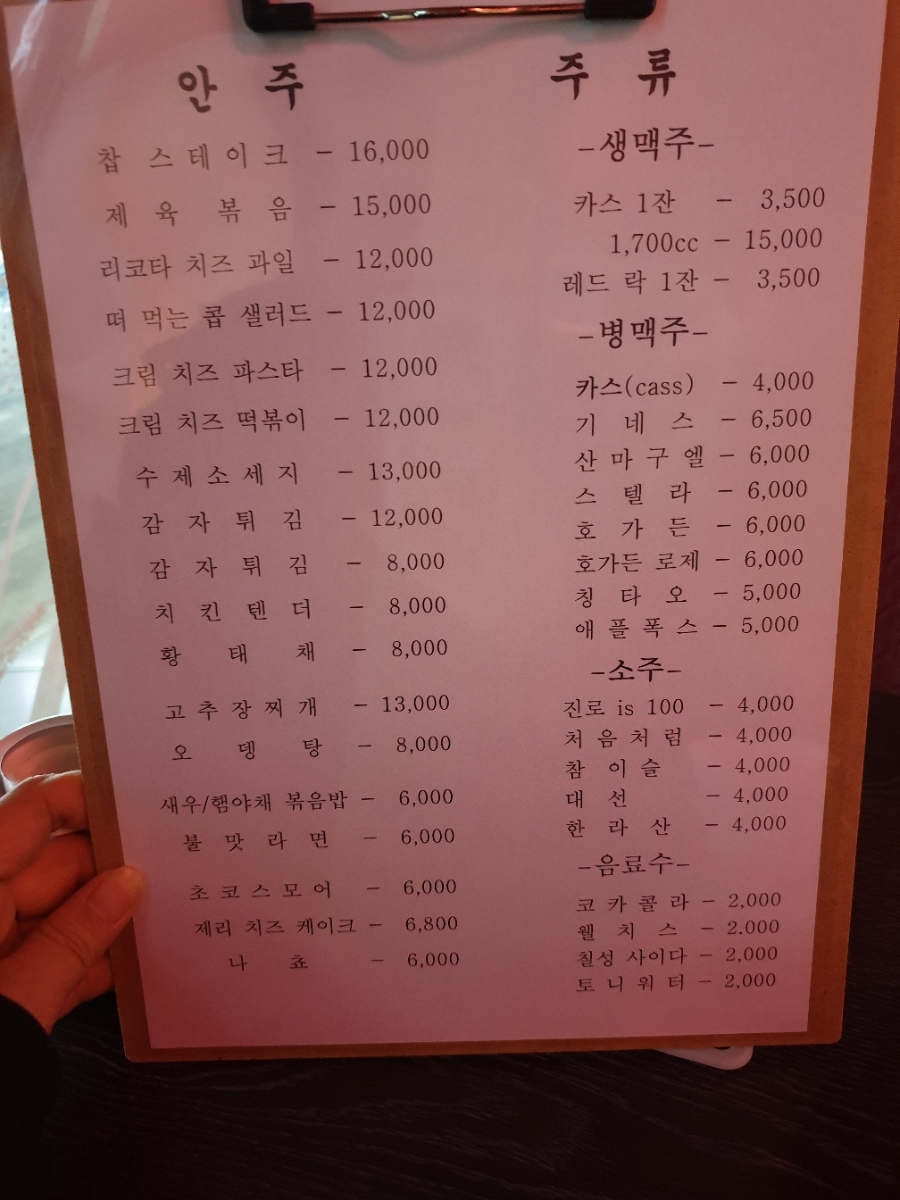 안 주
찹 스 테 이 크 - 16,000
제 육 볶 음 - 15,000
리코타 치즈 과일 - 12,000
떠 먹는 콥 샐러드 - 12,000
크림 치즈 파스타 - 12,000
크림 치즈 떡볶이 - 12,000
수 제 소 세 지 - 13,000
감 자 튀 김 - 12,000
감 자 튀 김 - 8,000
치 킨 텐 더 - 8,000
황 태 채 - 8,000
고 추 장 찌 개 - 13,000
오 뎅 탕 - 8,000
새우/햄야채 볶음밥 - 6,000
불 맛 라 면 - 6,000
초 코 스 모 어 - 6,000
제리 치즈 케이크 - 6,800
나 쵸 - 6,000
주 류
-생맥주-
카스 1잔 - 3,500
1,700cc - 15,000
레드 락 1잔 - 3,500
-병맥주-
카스(cass) - 4,000
기 네 스 - 6,500
산 마 구 엘 - 6,000
스 텔 라 - 6,000
호 가 든 - 6,000
호가든 로제 - 6,000
칭 타 오 - 5,000
애 플 폭 스 - 5,000
-소주-
진로 is 100 - 4,000
처 음 처 럼 - 4,000
참 이 슬 - 4,000
대 선 - 4,000
한 라 산 - 4,000
-음료수-
코 카 콜 라 - 2,000
웰 치 스 - 2.000
칠성 사이다 - 2,000
토 니 워 터 - 2,000